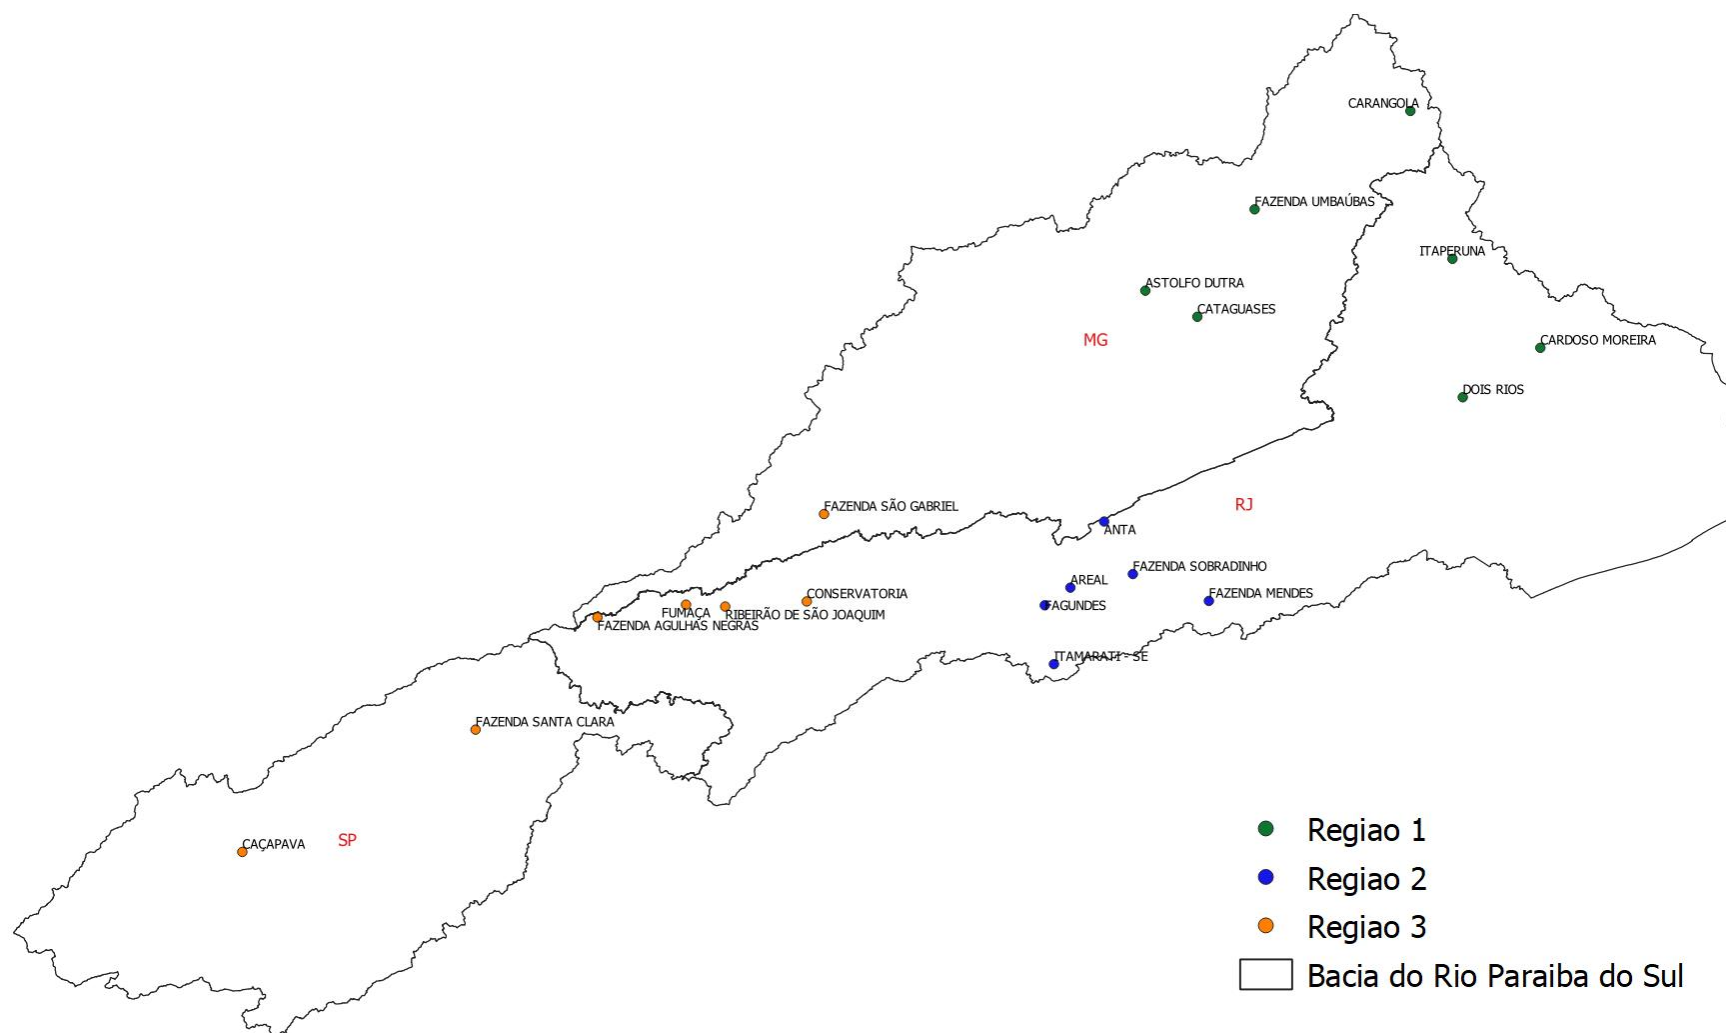 CARANGOLA
FAZENDA UMBAÚBAS
ITAPERUNA
ASTOLFO DUTRA
CATAGUASES
MG
CARDOSO MOREIRA
DOIS RIOS
FAZENDA SÃO GABRIEL
RJ
ANTA
FAZENDA SOBRADINHO
AREAL
CONSERVATORIA
FAZENDA MENDES
FAGUNDES
FUMAÇA
RIBEIRÃO DE SÃO JOAQUIM
FAZENDA AGULHAS NEGRAS
ITAMARATI - SE
FAZENDA SANTA CLARA
CAÇAPAVA
SP
Regiao 1
Regiao 2
Regiao 3
Bacia do Rio Paraiba do Sul